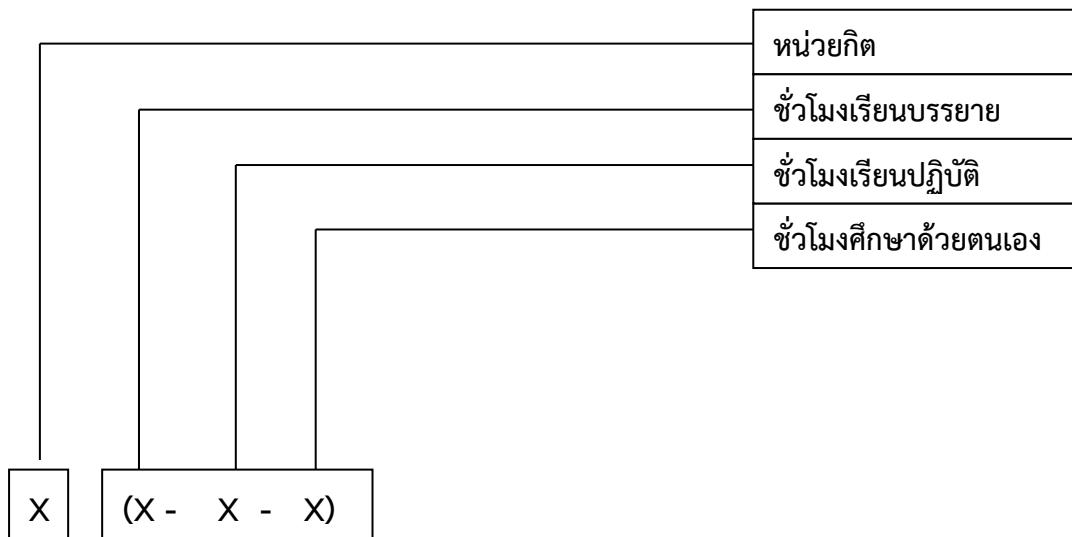 หน่วยกิต
ชั่วโมงเรียนบรรยาย
ชั่วโมงเรียนปฏิบัติ
ชั่วโมงศึกษาด้วยตนเอง
X (X - X - X)